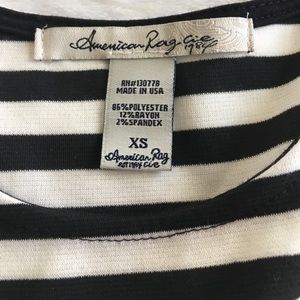 American Rag Cie
1984
RN#13077B
MADE IN USA
86%POLYESTER
12%RAYON
2%SPANDEX
XS
American Rag
est 1984 cie